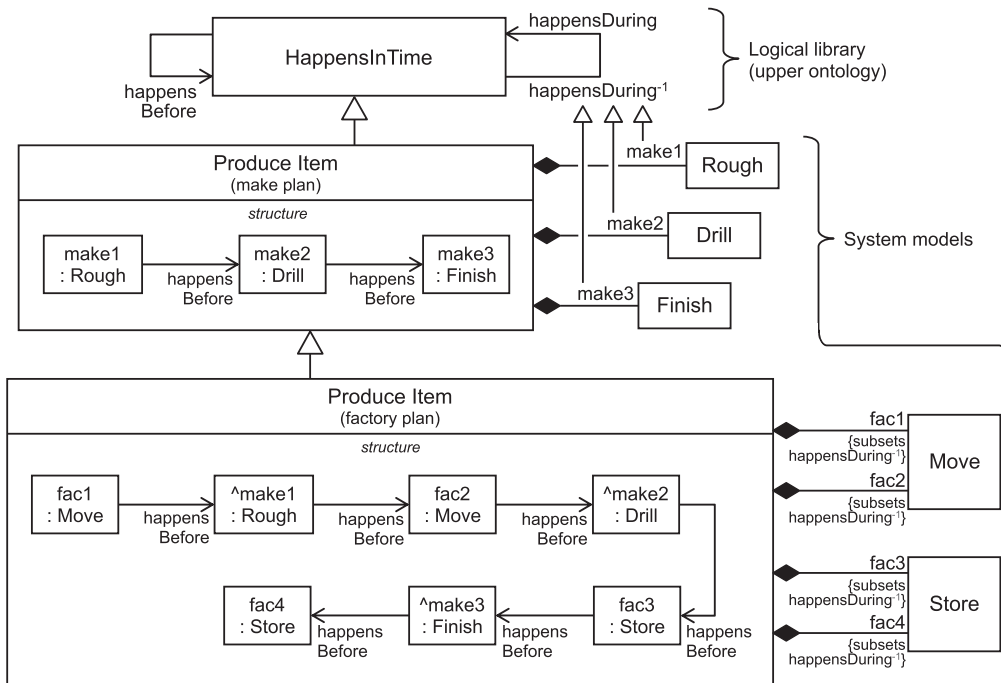 happensDuring
HappensInTime
happens
Before
happensDuring⁻¹
Logical library
(upper ontology)
Produce Item
(make plan)
structure
make1
: Rough
happens
Before
make2
: Drill
happens
Before
make3
: Finish
make1
Rough
make2
Drill
make3
Finish
System models
Produce Item
(factory plan)
structure
fac1
: Move
happens
Before
^make1
: Rough
happens
Before
fac2
: Move
happens
Before
^make2
: Drill
fac4
: Store
happens
Before
^make3
: Finish
happens
Before
fac3
: Store
happens
Before
fac1
{subsets
happensDuring⁻¹}
fac2
{subsets
happensDuring⁻¹}
Move
fac3
{subsets
happensDuring⁻¹}
fac4
{subsets
happensDuring⁻¹}
Store